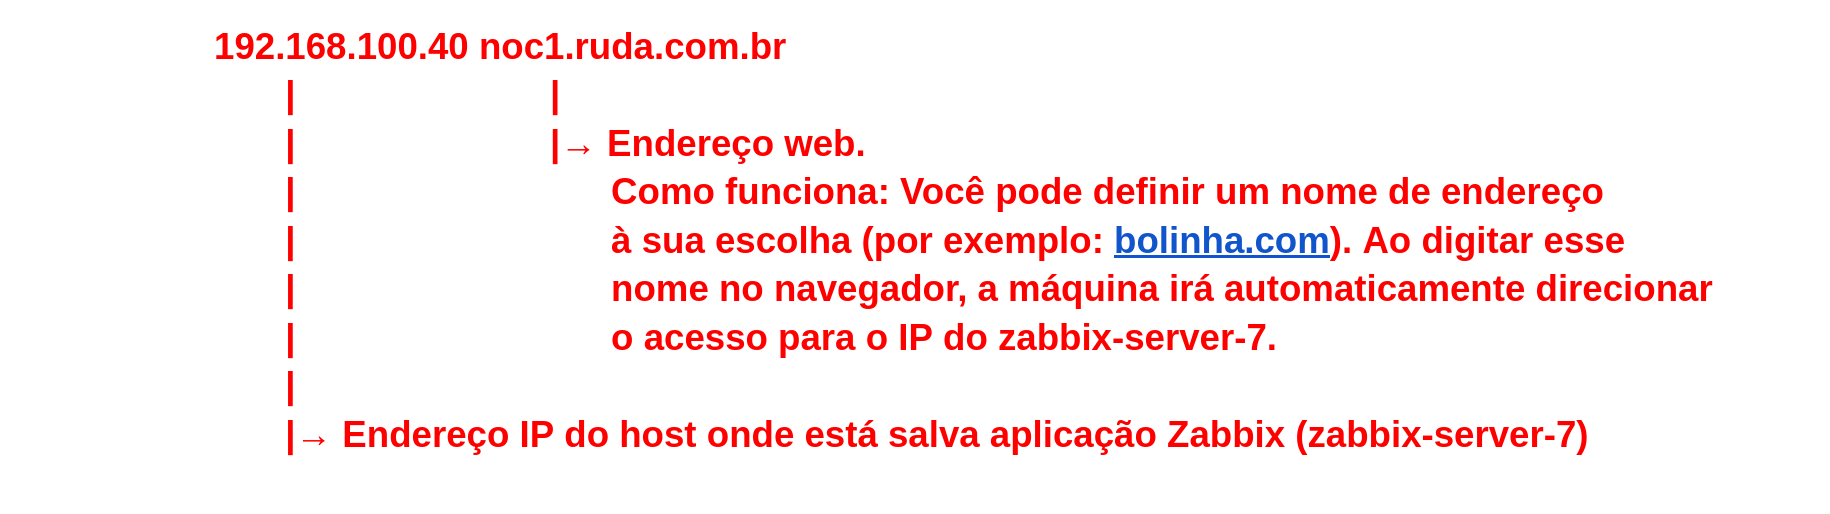 192.168.100.40 noc1.ruda.com.br
| |
| |→ Endereço web.
| Como funciona: Você pode definir um nome de endereço
| à sua escolha (por exemplo: bolinha.com). Ao digitar esse
| nome no navegador, a máquina irá automaticamente direcionar
| o acesso para o IP do zabbix-server-7.
|
|→ Endereço IP do host onde está salva aplicação Zabbix (zabbix-server-7)